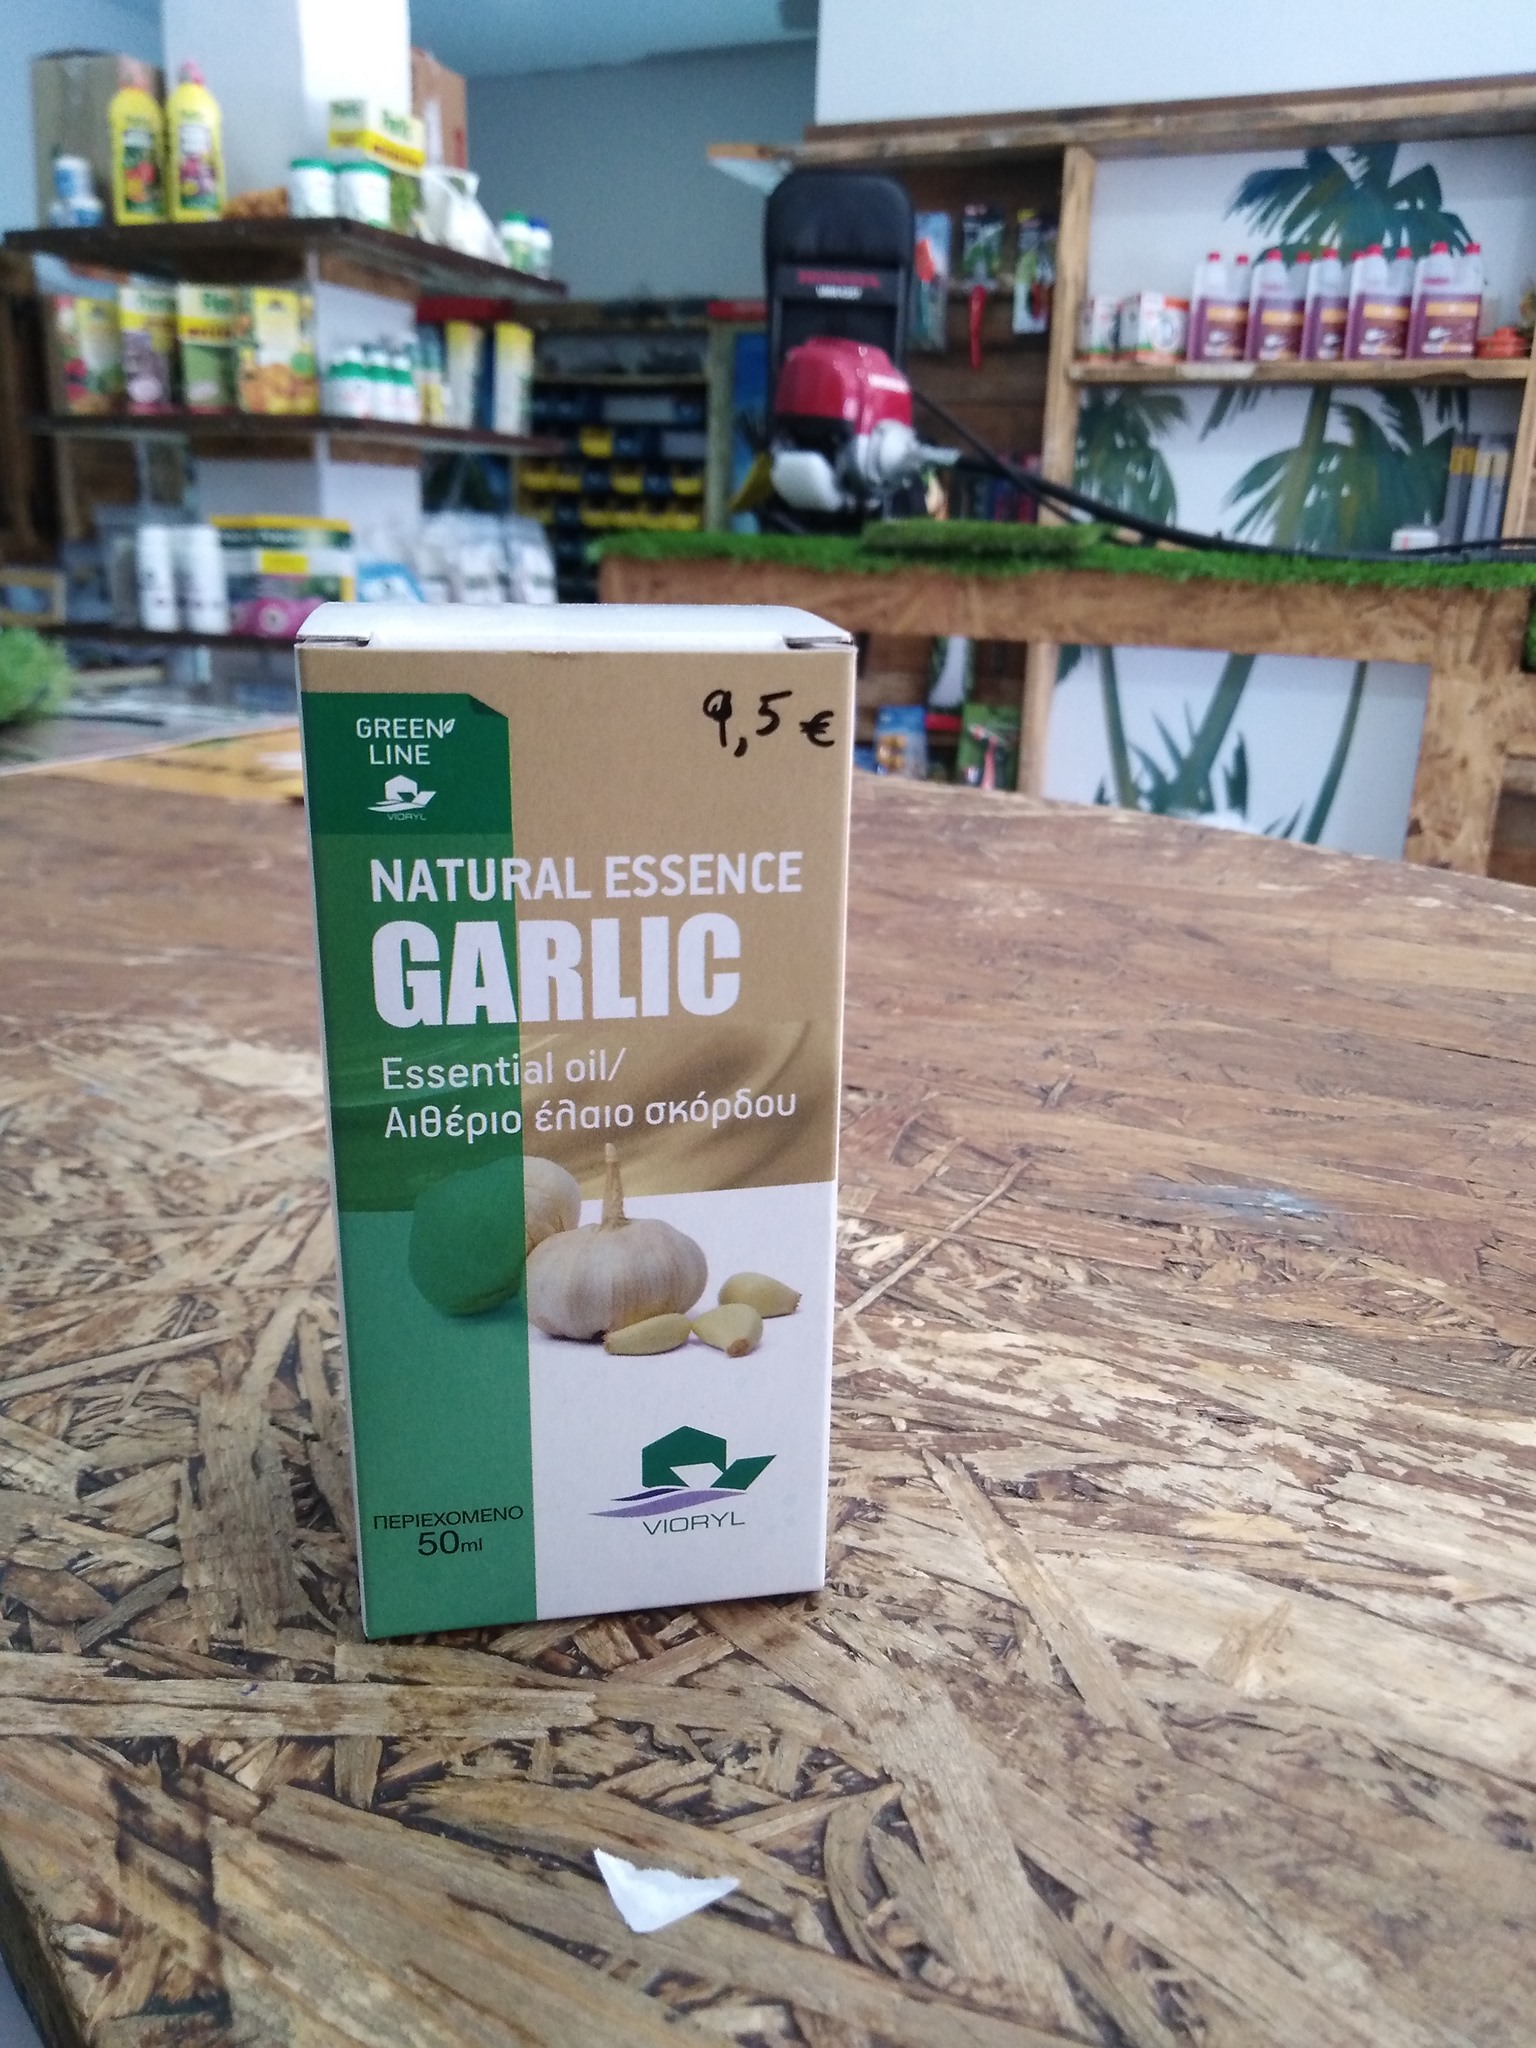 9,5 €
GREEN
LINE
VIORYL
NATURAL ESSENCE
GARLIC
Essential oil/
Αιθέριο έλαιο σκόρδου
ΠΕΡΙΕΧΟΜΕΝΟ
50ml
VIORYL